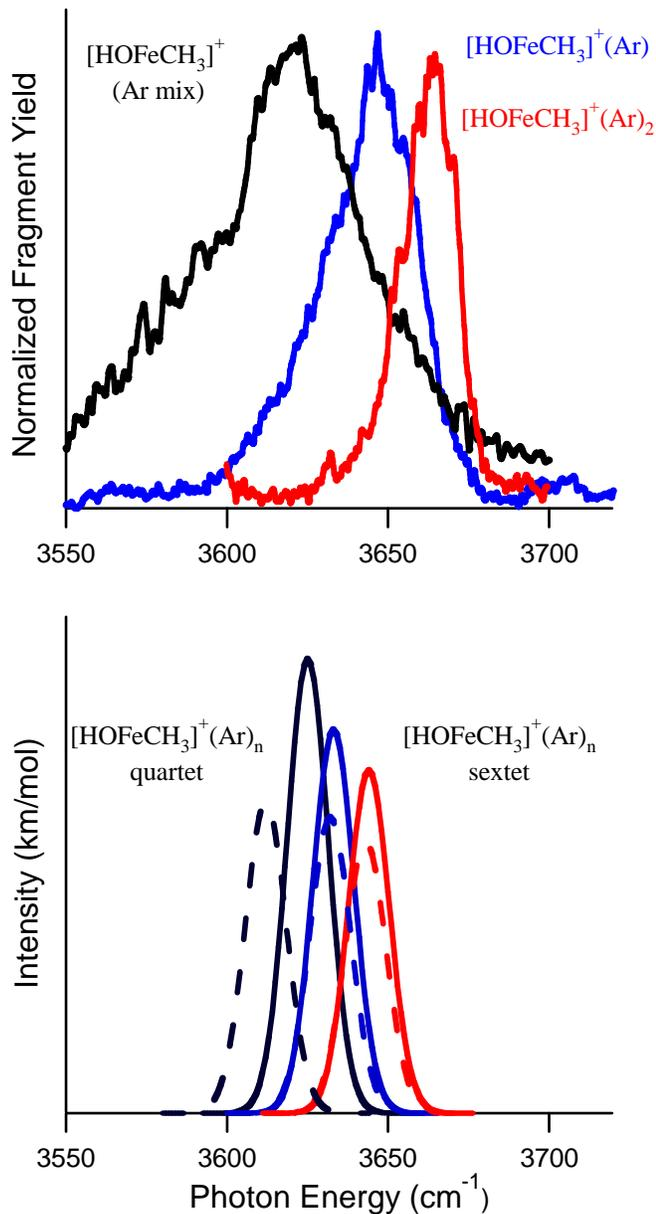 Normalized Fragment Yield
[HOFeCH₃]⁺
(Ar mix)
[HOFeCH₃]⁺(Ar)
[HOFeCH₃]⁺(Ar)₂
3550 3600 3650 3700
Intensity (km/mol)
[HOFeCH₃]⁺(Ar)ₙ
quartet
[HOFeCH₃]⁺(Ar)ₙ
sextet
3550 3600 3650 3700
Photon Energy (cm⁻¹)